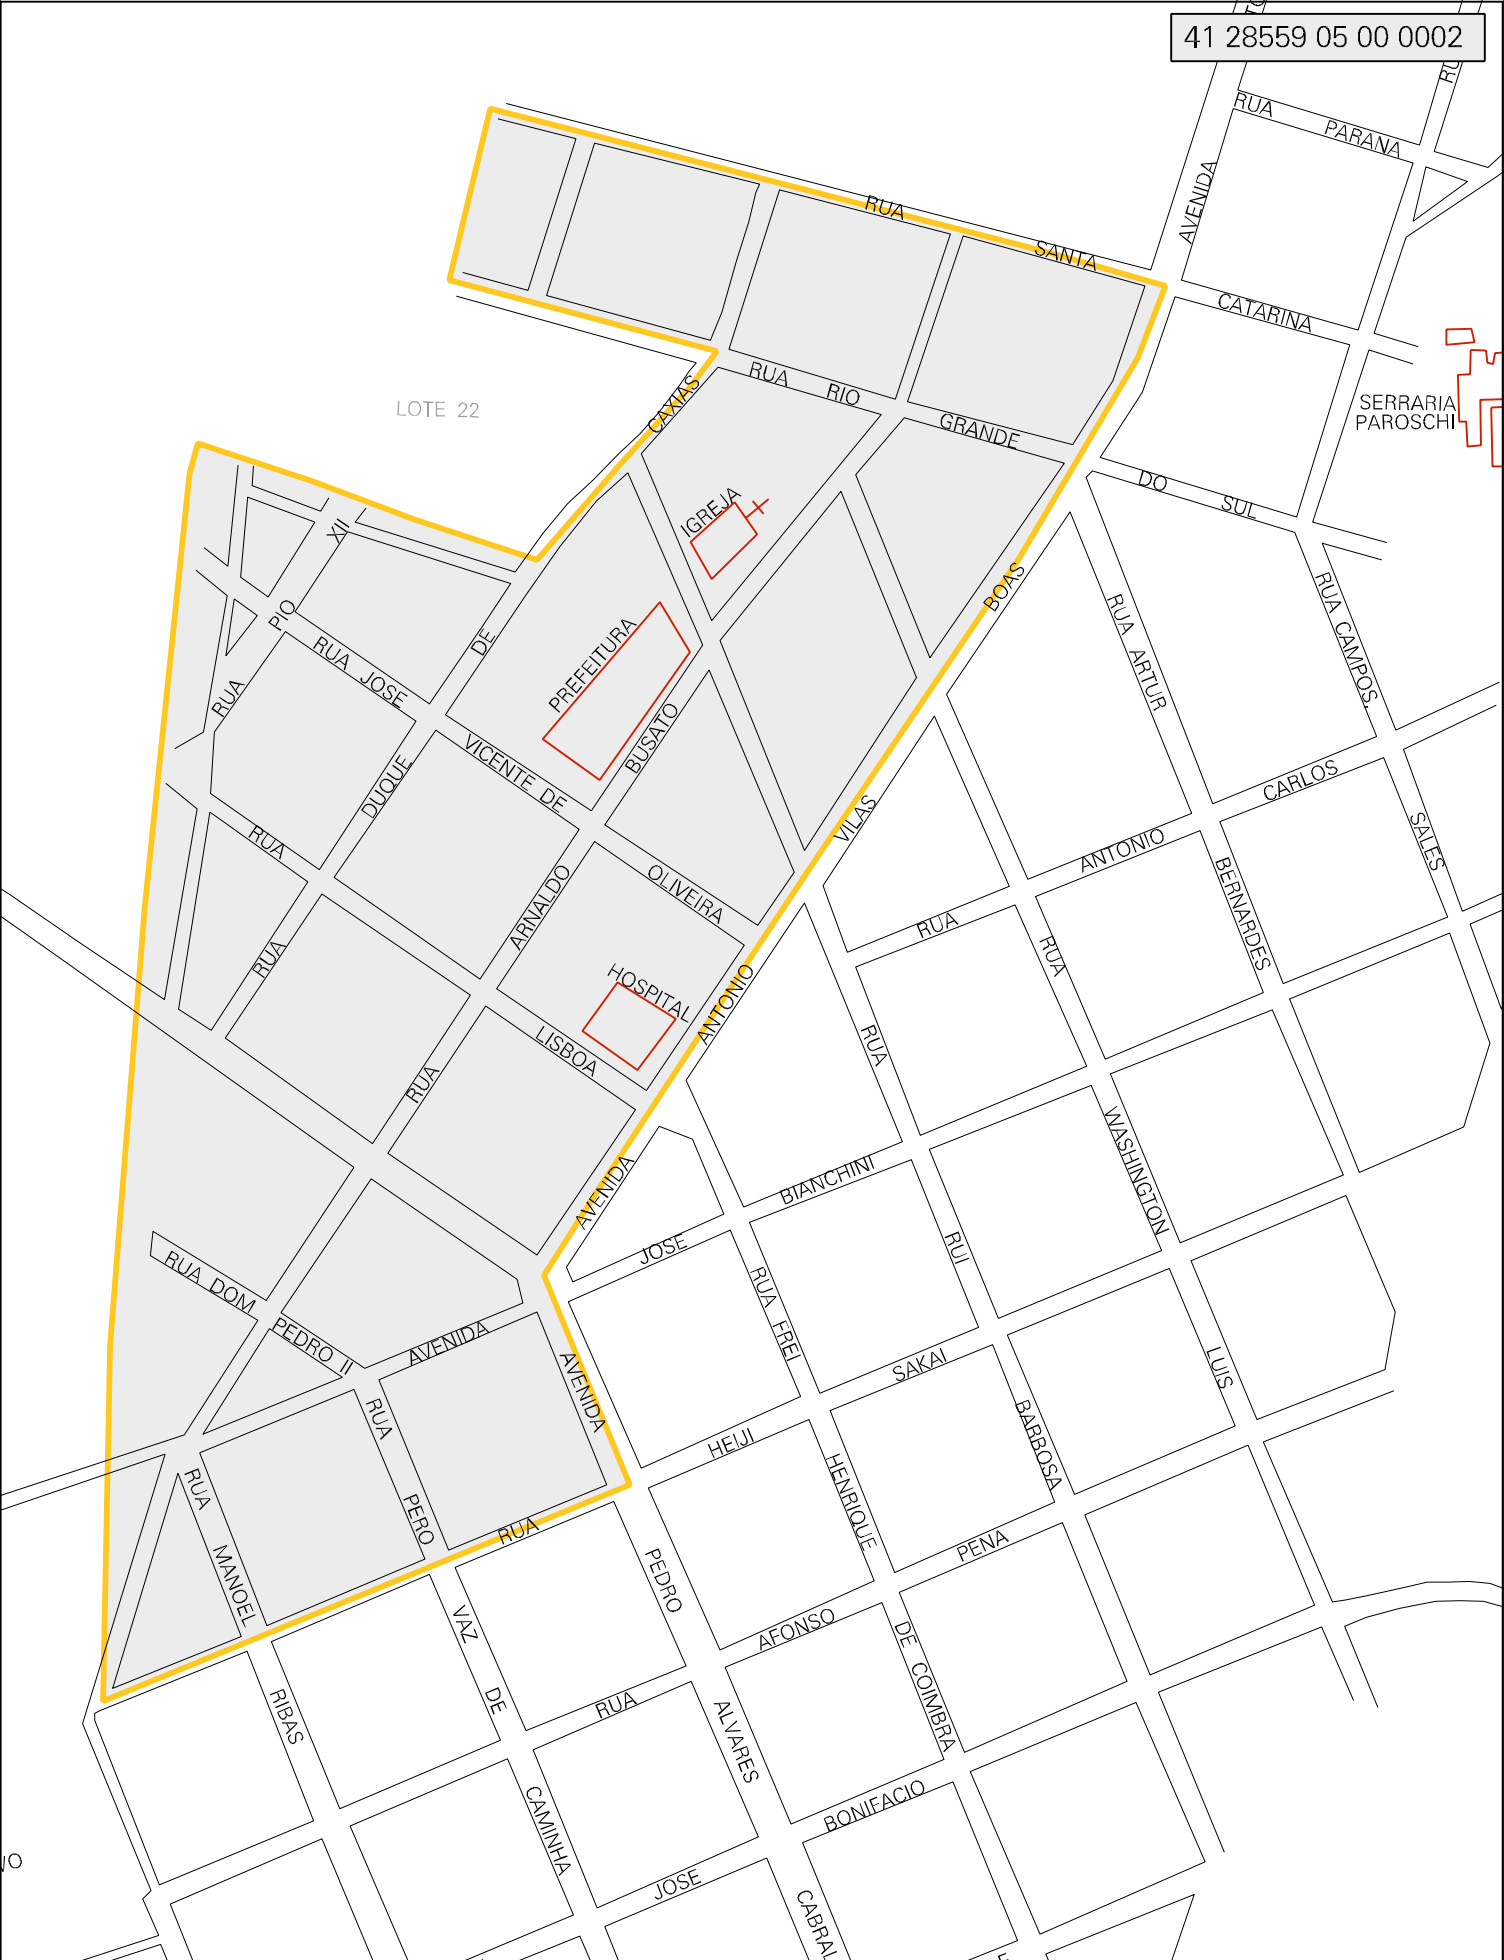 41 28559 05 00 0002
RUA
PARANA
AVENIDA
RUA
SANTA
CATARINA
SERRARIA
PAROSCHI
LOTE 22
CAXIAS
RUA
RIO
GRANDE
DO
SUL
IGREJA
XII
PIO
RUA
RUA JOSE
DE
PREFEITURA
BOAS
RUA ARTUR
RUA CAMPOS.
BUSATO
VICENTE DE
DUQUE
CARLOS
VILAS
RUA
ANTONIO
SALES
OLIVEIRA
ARNALDO
BERNARDES
RUA
RUA
RUA
HOSPITAL
ANTONIO
LISBOA
RUA
RUA
WASHINGTON
AVENIDA
BIANCHINI
JOSE
RUI
RUA DOM
PEDRO II
AVENIDA
RUA FREI
AVENIDA
SAKAI
LUIS
RUA
HEIJI
BARBOSA
HENRIQUE
RUA
PERO
RUA
MANOEL
PENA
PEDRO
AFONSO
VAZ
DE
DE COIMBRA
RIBAS
RUA
ALVARES
BONIFACIO
CAMINHA
JOSE
CABRAL